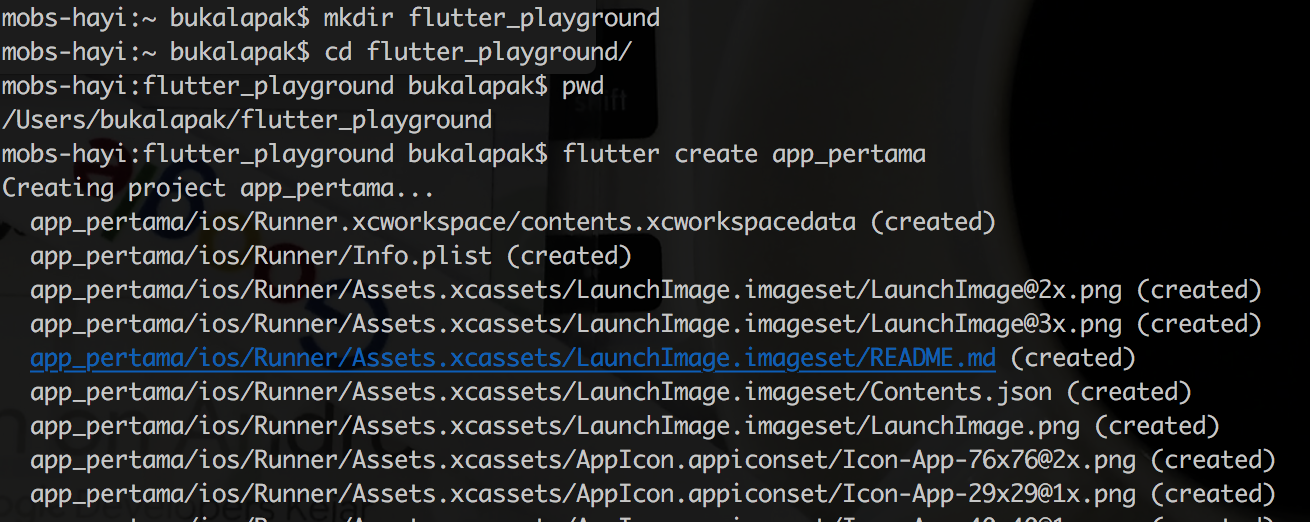 mobs-hayi:~ bukalapak$ mkdir flutter_playground
mobs-hayi:~ bukalapak$ cd flutter_playground/
mobs-hayi:flutter_playground bukalapak$ pwd
/Users/bukalapak/flutter_playground
mobs-hayi:flutter_playground bukalapak$ flutter create app_pertama
Creating project app_pertama...
app_pertama/ios/Runner.xcworkspace/contents.xcworkspacedata (created)
app_pertama/ios/Runner/Info.plist (created)
app_pertama/ios/Runner/Assets.xcassets/LaunchImage.imageset/LaunchImage@2x.png (created)
app_pertama/ios/Runner/Assets.xcassets/LaunchImage.imageset/LaunchImage@3x.png (created)
app_pertama/ios/Runner/Assets.xcassets/LaunchImage.imageset/README.md (created)
app_pertama/ios/Runner/Assets.xcassets/LaunchImage.imageset/Contents.json (created)
app_pertama/ios/Runner/Assets.xcassets/LaunchImage.imageset/LaunchImage.png (created)
app_pertama/ios/Runner/Assets.xcassets/AppIcon.appiconset/Icon-App-76x76@2x.png (created)
app_pertama/ios/Runner/Assets.xcassets/AppIcon.appiconset/Icon-App-29x29@1x.png (created)